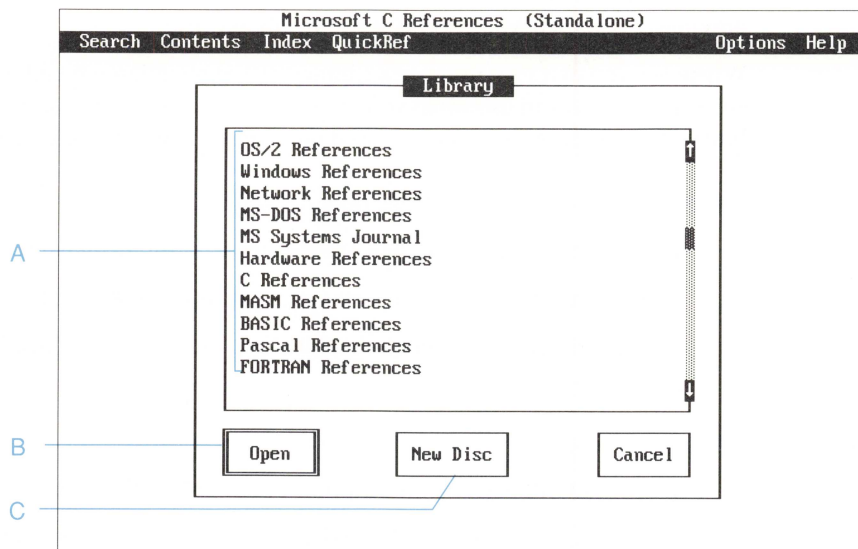 Microsoft C References (Standalone)
Search Contents Index QuickRef Options Help
Library
OS/2 References
Windows References
Network References
MS-DOS References
MS Systems Journal
A
Hardware References
C References
MASM References
BASIC References
Pascal References
FORTRAN References
B
Open New Disc Cancel
C